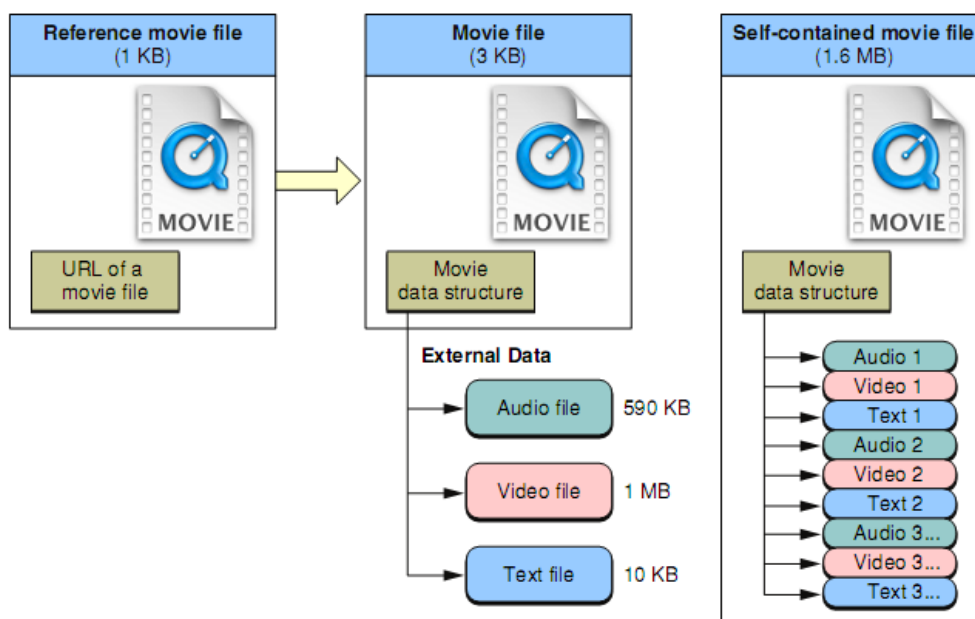 Reference movie file
(1 KB)
MOVIE
URL of a
movie file
Movie file
(3 KB)
MOVIE
Movie
data structure
External Data
Audio file
590 KB
Video file
1 MB
Text file
10 KB
Self-contained movie file
(1.6 MB)
MOVIE
Movie
data structure
Audio 1
Video 1
Text 1
Audio 2
Video 2
Text 2
Audio 3...
Video 3...
Text 3...